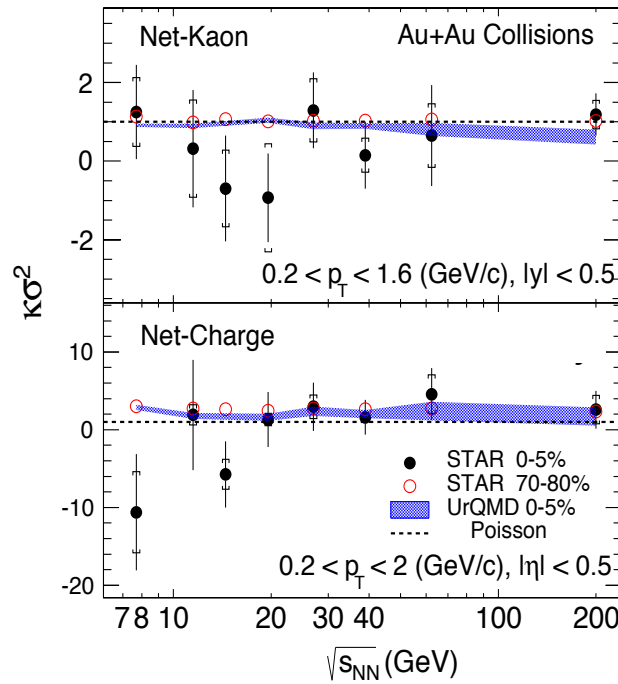 Net-Kaon
Au+Au Collisions
2
0
-2
0.2 < p_T < 1.6 (GeV/c), |y| < 0.5
κσ²
Net-Charge
10
0
-10
-20
STAR 0-5%
STAR 70-80%
UrQMD 0-5%
Poisson
0.2 < p_T < 2 (GeV/c), |η| < 0.5
7 8 10 20 30 40 100 200
√s_NN (GeV)